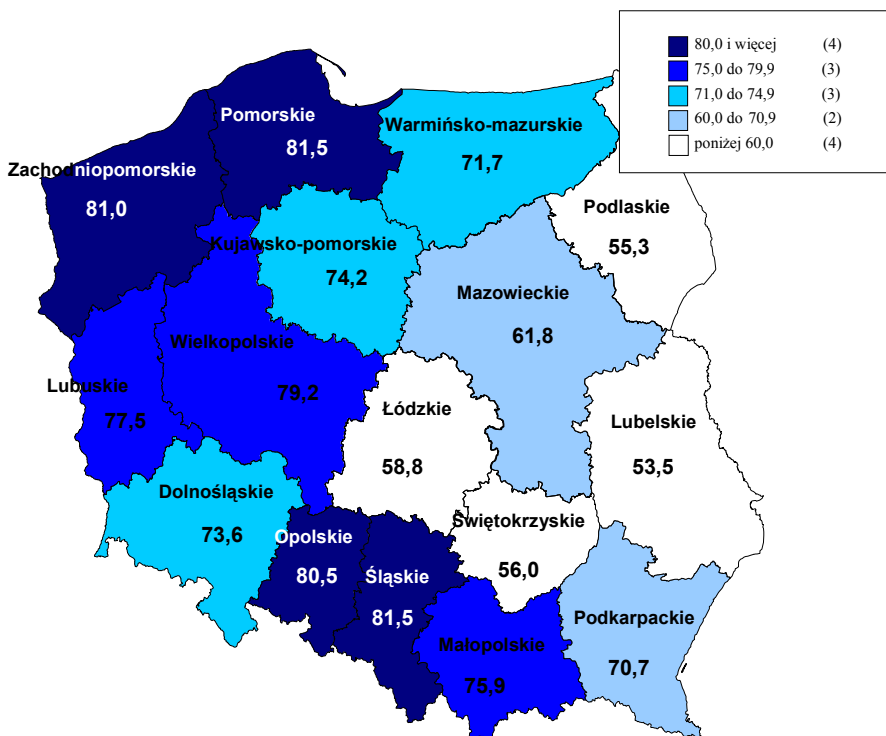 80,0 i więcej (4)
75,0 do 79,9 (3)
71,0 do 74,9 (3)
60,0 do 70,9 (2)
poniżej 60,0 (4)
Pomorskie
81,5
Warmińsko-mazurskie
71,7
Zachodniopomorskie
81,0
Podlaskie
55,3
Kujawsko-pomorskie
74,2
Mazowieckie
61,8
Wielkopolskie
79,2
Lubuskie
77,5
Łódzkie
58,8
Lubelskie
53,5
Dolnośląskie
73,6
Opolskie
80,5
Śląskie
81,5
Świętokrzyskie
56,0
Małopolskie
75,9
Podkarpackie
70,7